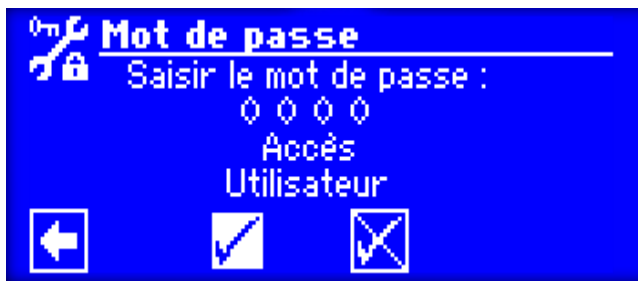 Mot de passe
Saisir le mot de passe :
0 0 0 0
Accès
Utilisateur